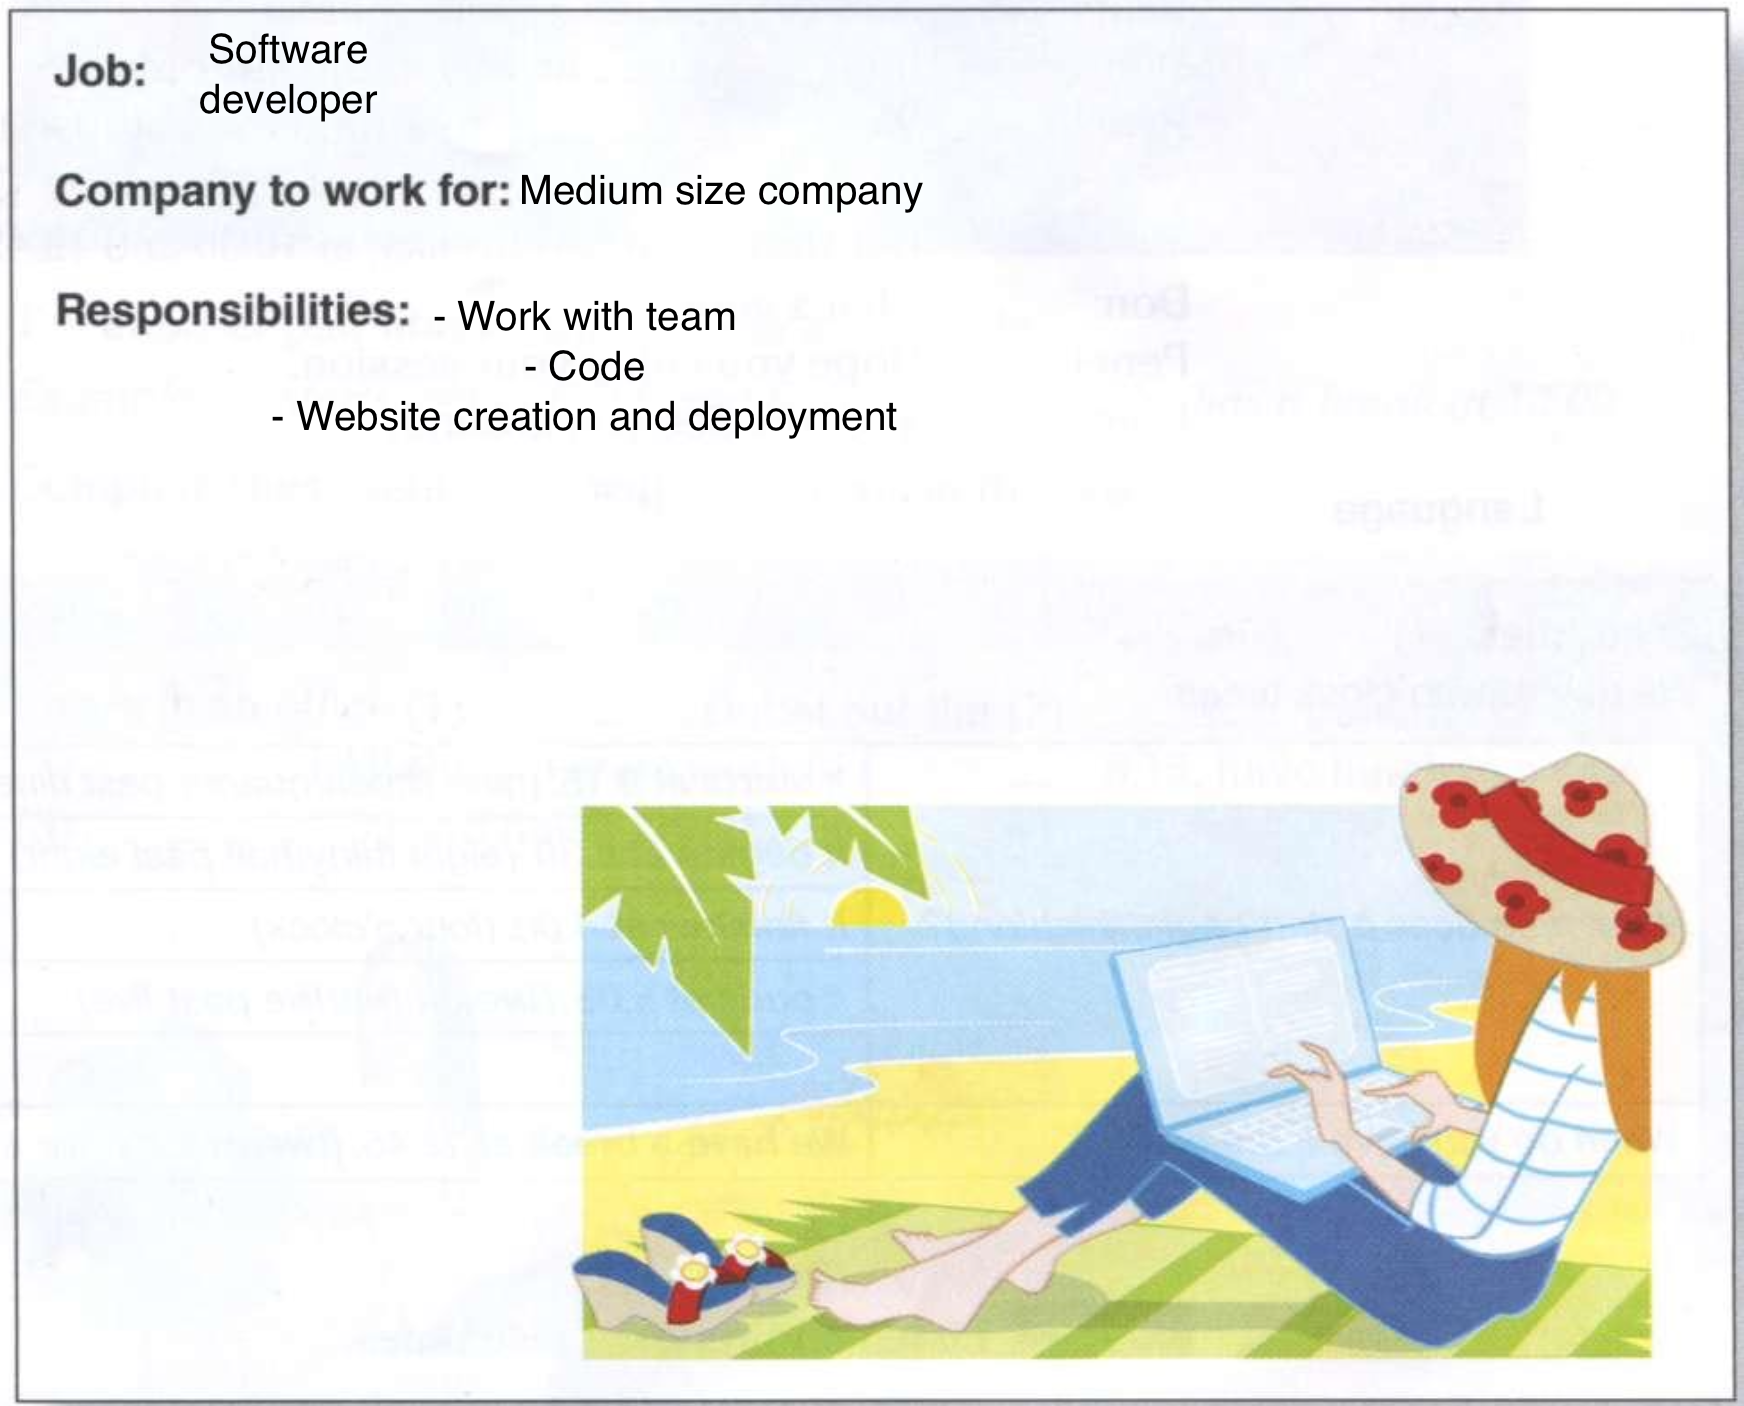 Job: Software
developer
Company to work for: Medium size company
Responsibilities: - Work with team
- Code
- Website creation and deployment